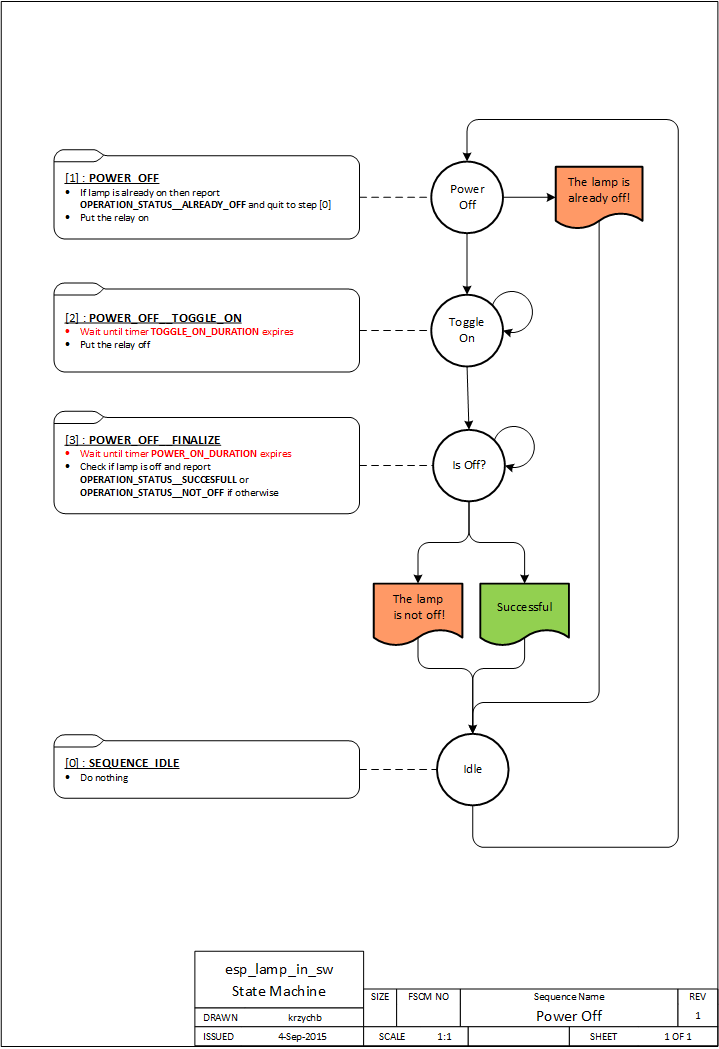 [1] : POWER_OFF
• If lamp is already on then report
OPERATION_STATUS__ALREADY_OFF and quit to step [0]
• Put the relay on
Power
Off
The lamp is
already off!
[2] : POWER_OFF__TOGGLE_ON
• Wait until timer TOGGLE_ON_DURATION expires
• Put the relay off
Toggle
On
[3] : POWER_OFF__FINALIZE
• Wait until timer POWER_ON_DURATION expires
• Check if lamp is off and report
OPERATION_STATUS__SUCCESFULL or
OPERATION_STATUS__NOT_OFF if otherwise
Is Off?
The lamp
is not off!
Successful
[0] : SEQUENCE_IDLE
• Do nothing
Idle
esp_lamp_in_sw
State Machine
DRAWN krzychb
ISSUED 4-Sep-2015
SIZE
FSCM NO
Sequence Name
Power Off
REV
1
SCALE 1:1
SHEET 1 OF 1